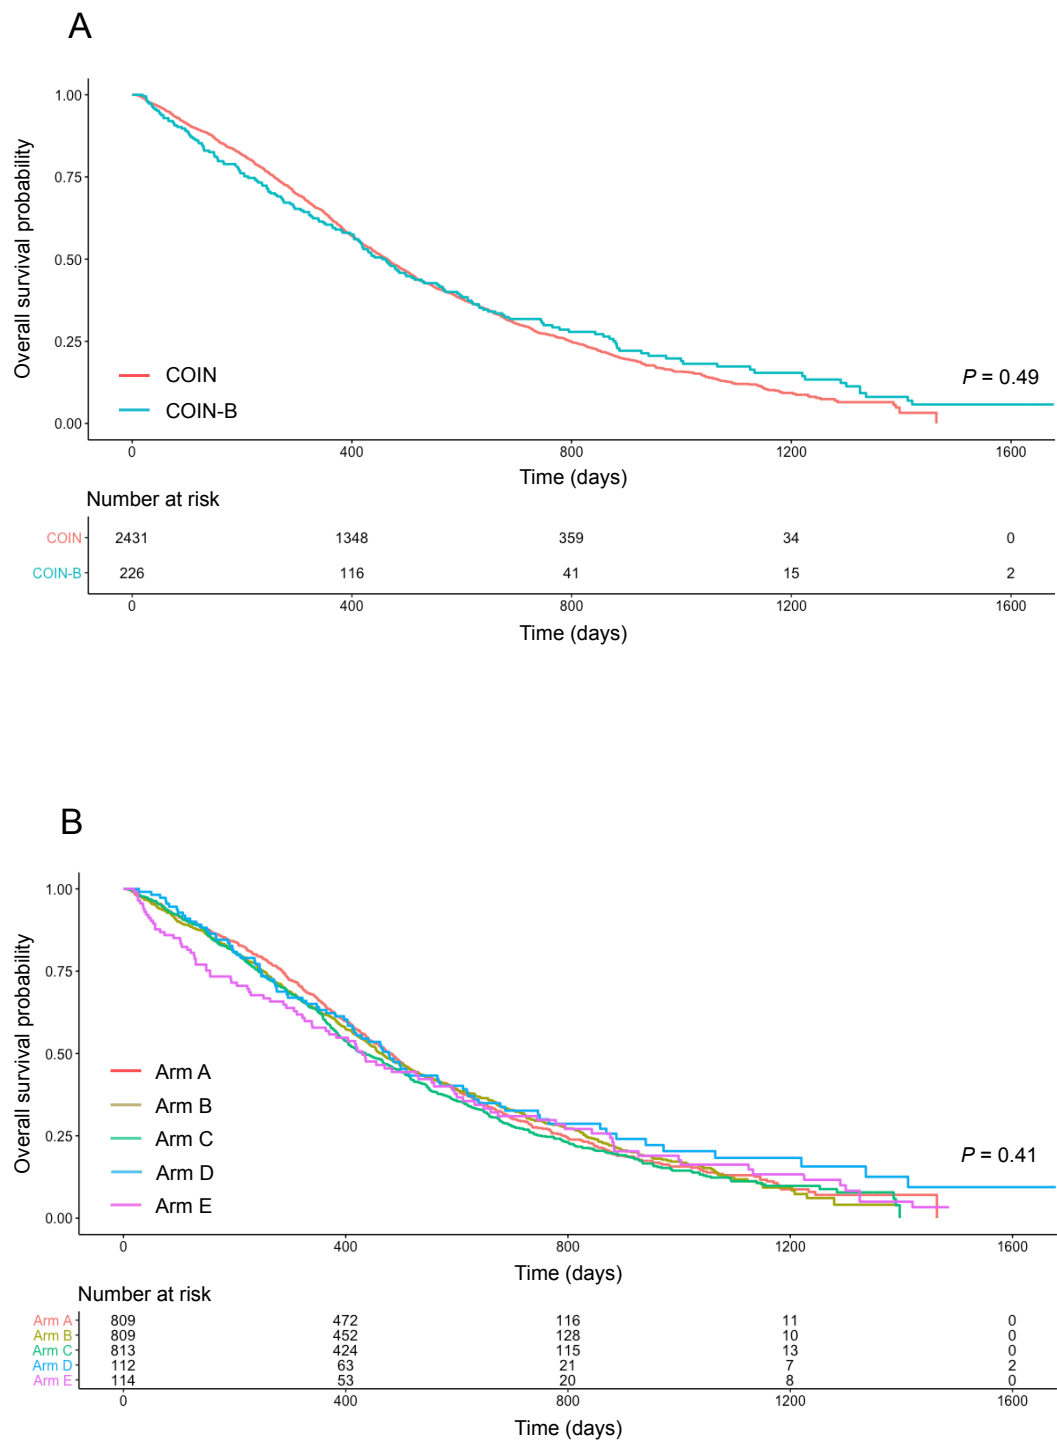 A
Overall survival probability
1.00
0.75
0.50
0.25
0.00
COIN
COIN-B
P = 0.49
0 400 800 1200 1600
Time (days)
Number at risk
COIN 2431 1348 359 34 0
COIN-B 226 116 41 15 2
0 400 800 1200 1600
Time (days)
B
Overall survival probability
1.00
0.75
0.50
0.25
0.00
Arm A
Arm B
Arm C
Arm D
Arm E
P = 0.41
0 400 800 1200 1600
Time (days)
Number at risk
Arm A 809 472 116 11 0
Arm B 809 452 128 10 0
Arm C 813 424 115 13 0
Arm D 112 63 21 7 2
Arm E 114 53 20 8 0
0 400 800 1200 1600
Time (days)